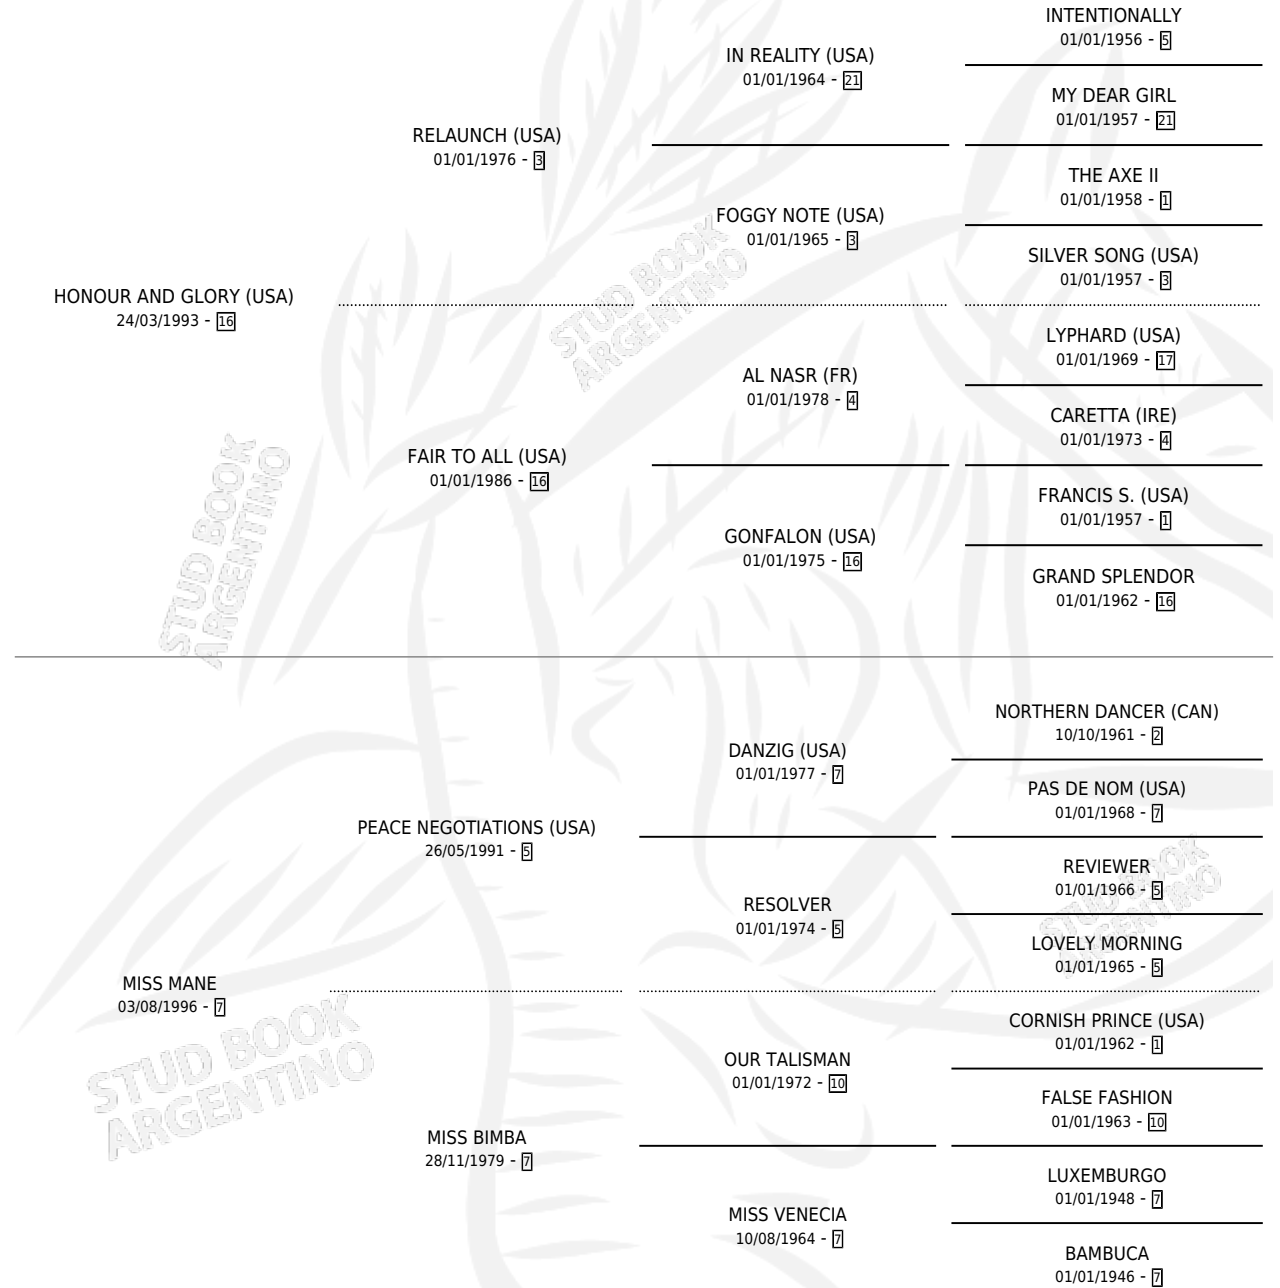 INTENTIONALLY
01/01/1956 - 5
IN REALITY (USA)
01/01/1964 - 21
MY DEAR GIRL
01/01/1957 - 21
RELAUNCH (USA)
01/01/1976 - 3
THE AXE II
01/01/1958 - 1
FOGGY NOTE (USA)
01/01/1965 - 3
SILVER SONG (USA)
01/01/1957 - 3
HONOUR AND GLORY (USA)
24/03/1993 - 16
STUD BOOK
ARGENTINO
LYPHARD (USA)
01/01/1969 - 17
AL NASR (FR)
01/01/1978 - 4
CARETTA (IRE)
01/01/1973 - 4
FAIR TO ALL (USA)
01/01/1986 - 16
FRANCIS S. (USA)
01/01/1957 - 1
GONFALON (USA)
01/01/1975 - 16
GRAND SPLENDOR
01/01/1962 - 16
STUD BOOK
ARGENTINO
NORTHERN DANCER (CAN)
10/10/1961 - 2
DANZIG (USA)
01/01/1977 - 7
PAS DE NOM (USA)
01/01/1968 - 7
PEACE NEGOTIATIONS (USA)
26/05/1991 - 5
REVIEWER
01/01/1966 - 5
RESOLVER
01/01/1974 - 5
LOVELY MORNING
01/01/1965 - 5
STUD BOOK
ARGENTINO
MISS MANE
03/08/1996 - 7
CORNISH PRINCE (USA)
01/01/1962 - 1
OUR TALISMAN
01/01/1972 - 10
FALSE FASHION
01/01/1963 - 10
STUD BOOK
ARGENTINO
MISS BIMBA
28/11/1979 - 7
LUXEMBURGO
01/01/1948 - 7
MISS VENECIA
10/08/1964 - 7
BAMBUCA
01/01/1946 - 7